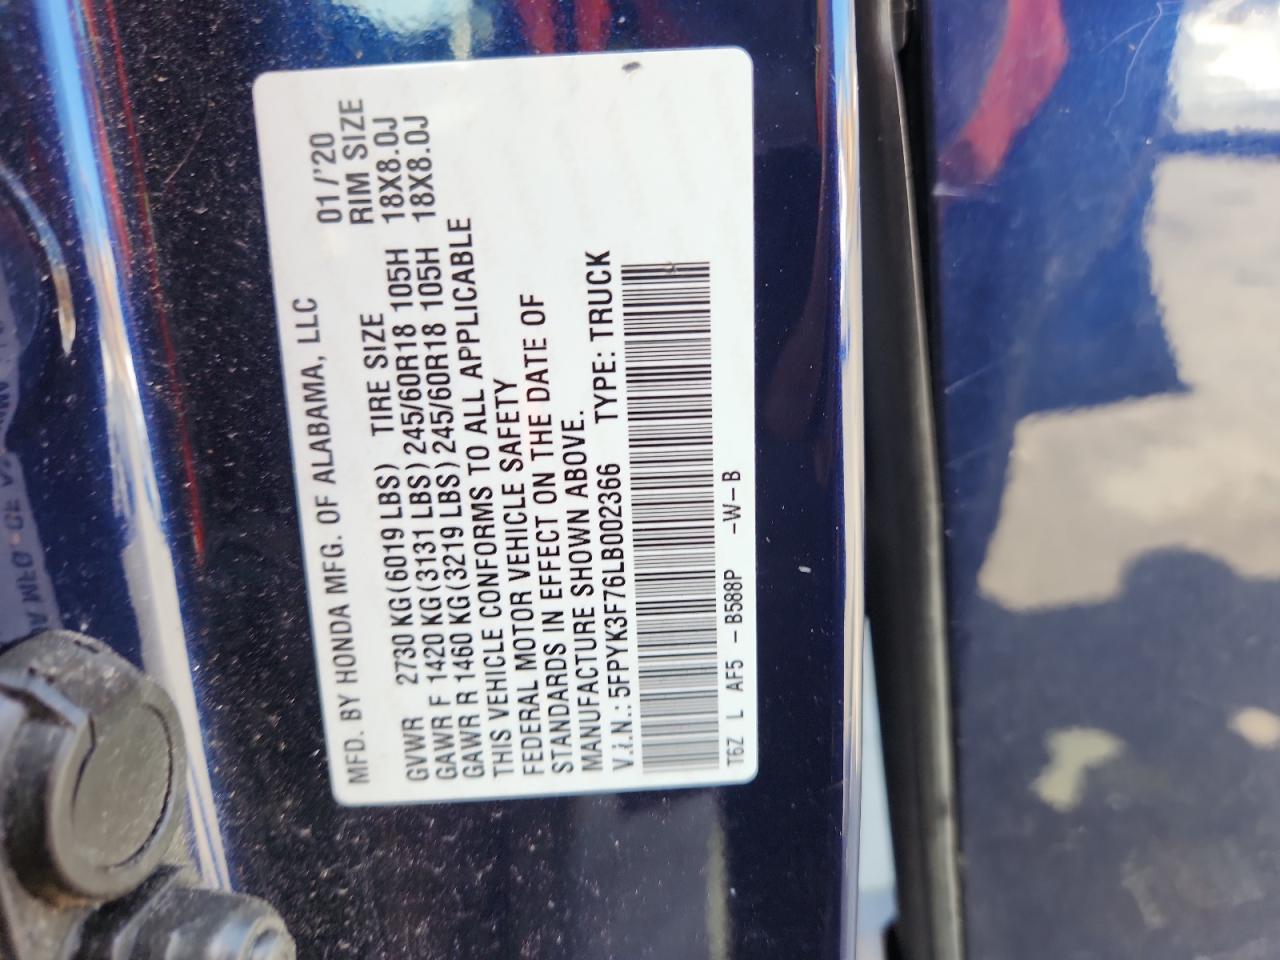 MFD. BY HONDA MFG. OF ALABAMA, LLC 01/'20
GVWR 2730 KG(6019 LBS) TIRE SIZE RIM SIZE
GAWR F 1420 KG(3131 LBS)245/60R18 105H 18X8.0J
GAWR R 1460 KG(3219 LBS)245/60R18 105H 18X8.0J
THIS VEHICLE CONFORMS TO ALL APPLICABLE
FEDERAL MOTOR VEHICLE SAFETY
STANDARDS IN EFFECT ON THE DATE OF
MANUFACTURE SHOWN ABOVE.
V.I.N.: 5FPYK3F76LB002366 TYPE: TRUCK
T6Z L AF5 -B588P -W-B